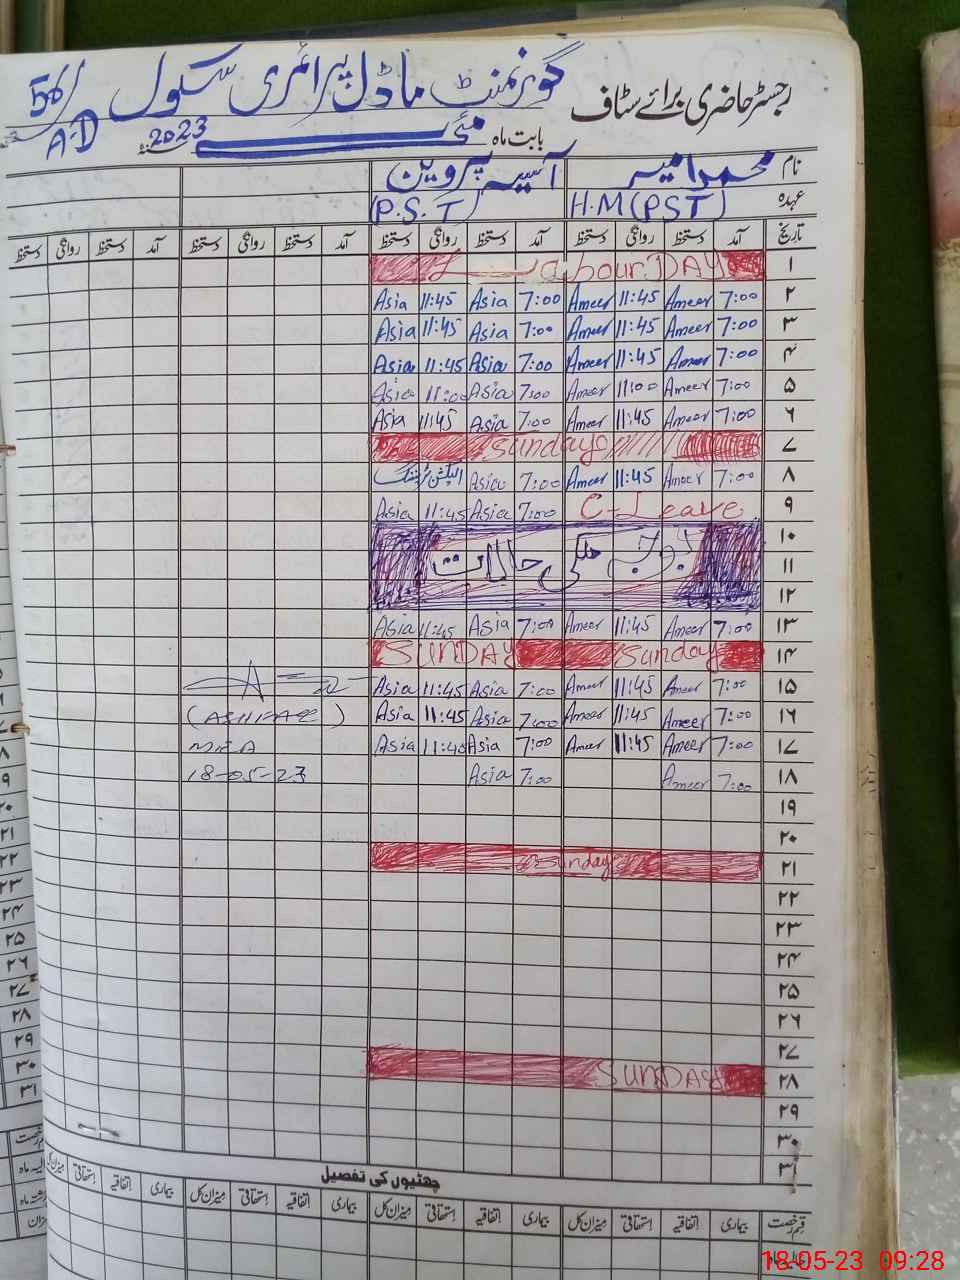 رجسٹر حاضری برائے سٹاف گورنمنٹ ماڈل پرائمری سکول 56/A-D
بابت ماہ مئی 2023
نام محمد امیر آسیہ پروین
عہدہ H.M(PST) (P.S.T)
تاریخ آمد دستخط روانگی دستخط آمد دستخط روانگی دستخط آمد دستخط روانگی دستخط آمد دستخط روانگی دستخط
۱ Labour DAY
۲ 7:00 Ameer 11:45 Ameer 7:00 Asia 11:45 Asia
۳ 7:00 Ameer 11:45 Ameer 7:00 Asia 11:45 Asia
۴ 7:00 Ameer 11:45 Ameer 7:00 Asia 11:45 Asia
۵ 7:00 Ameer 11:00 Ameer 7:00 Asia 11:00 Asia
۶ 7:00 Ameer 11:45 Ameer 7:00 Asia 11:45 Asia
۷ Sunday
۸ 7:00 Ameer 11:45 Ameer 7:00 Asia الیکشن ٹریننگ
۹ C-Leave 7:00 Asia 11:45 Asia
۱۰
۱۱ بوجہ ملکی حالات
۱۲
۱۳ 7:00 Ameer 11:45 Ameer 7:00 Asia 11:45 Asia
۱۴ Sunday SUNDAY
۱۵ 7:00 Ameer 11:45 Ameer 7:00 Asia 11:45 Asia
۱۶ 7:00 Ameer 11:45 Ameer 7:00 Asia 11:45 Asia (ASHFAQ)
۱۷ 7:00 Ameer 11:45 Ameer 7:00 Asia 11:40 Asia MEA
۱۸ 7:00 Ameer 7:00 Asia 18-05-23
۱۹
۲۰
۲۱ Sunday
۲۲
۲۳
۲۴
۲۵
۲۶
۲۷
۲۸ SUNDAY
۲۹
۳۰
۳۱
چھٹیوں کی تفصیل
قسم رخصت بیماری اتفاقیہ استحقاقی میزان کل بیماری اتفاقیہ استحقاقی میزان کل بیماری اتفاقیہ استحقاقی میزان کل بیماری اتفاقیہ استحقاقی میزان کل
18-05-23 09:28